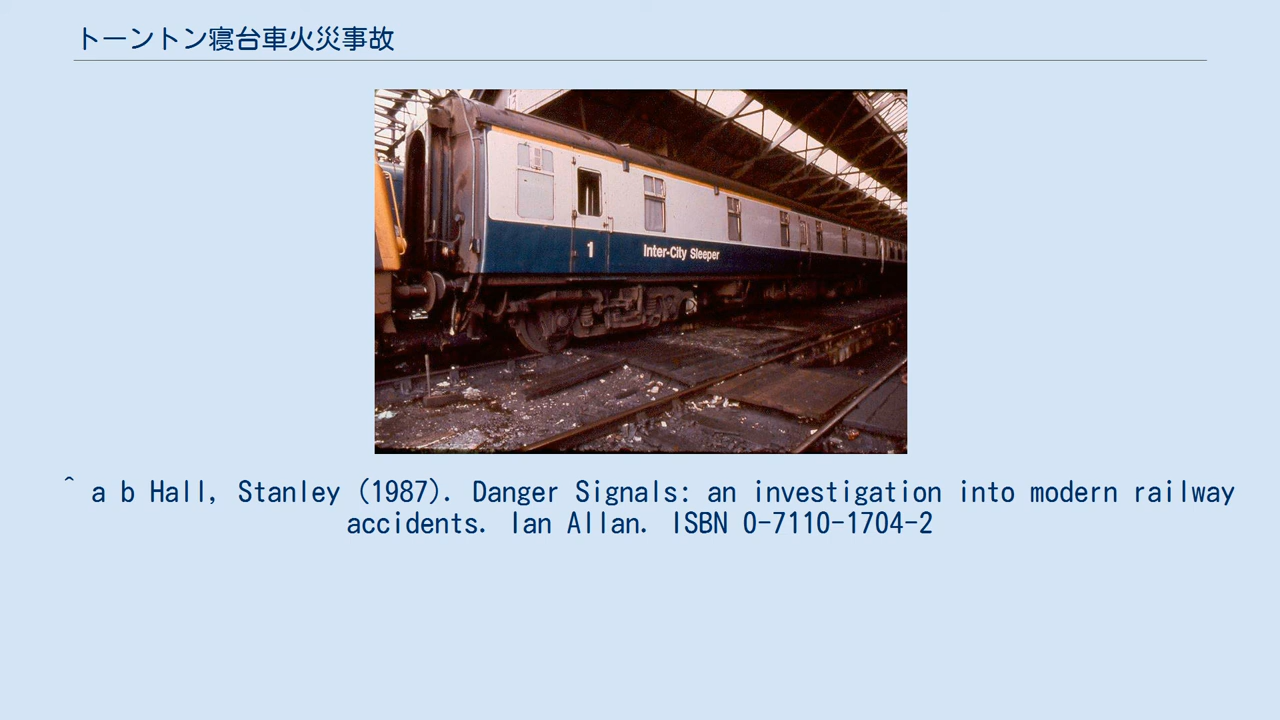 トーントン寝台車火災事故
1
Inter-City Sleeper
^ a b Hall, Stanley (1987). Danger Signals: an investigation into modern railway
accidents. Ian Allan. ISBN 0-7110-1704-2